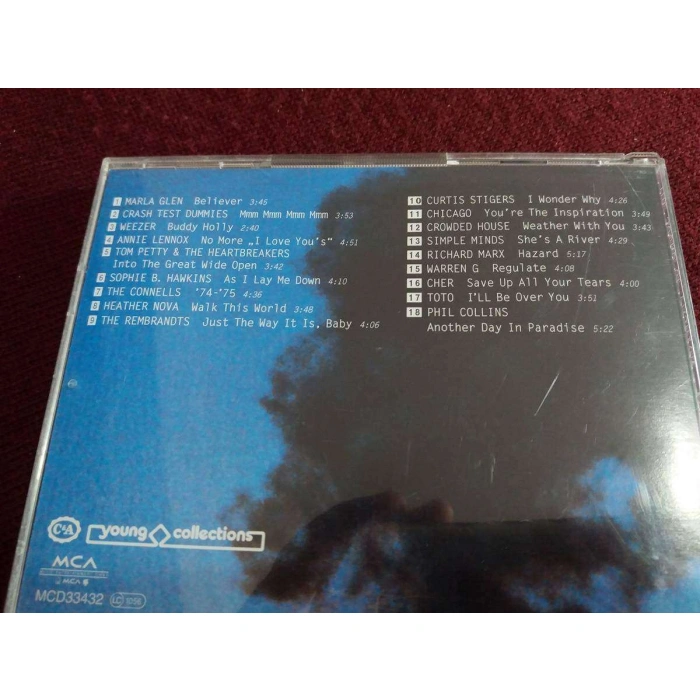 1 MARLA GLEN Believer 3:45
2 CRASH TEST DUMMIES Mmm Mmm Mmm Mmm 3:53
3 WEEZER Buddy Holly 2:40
4 ANNIE LENNOX No More „I Love You's“ 4:51
5 TOM PETTY & THE HEARTBREAKERS
Into The Great Wide Open 3:42
6 SOPHIE B. HAWKINS As I Lay Me Down 4:10
7 THE CONNELLS '74-'75 4:36
8 HEATHER NOVA Walk This World 3:48
9 THE REMBRANDTS Just The Way It Is, Baby 4:06
10 CURTIS STIGERS I Wonder Why 4:26
11 CHICAGO You're The Inspiration 3:49
12 CROWDED HOUSE Weather With You 3:43
13 SIMPLE MINDS She's A River 4:29
14 RICHARD MARX Hazard 5:17
15 WARREN G Regulate 4:08
16 CHER Save Up All Your Tears 4:00
17 TOTO I'LL Be Over You 3:51
18 PHIL COLLINS
Another Day In Paradise 5:22
C&A young collections
MCA
MCA
MCD33432 LC 1056